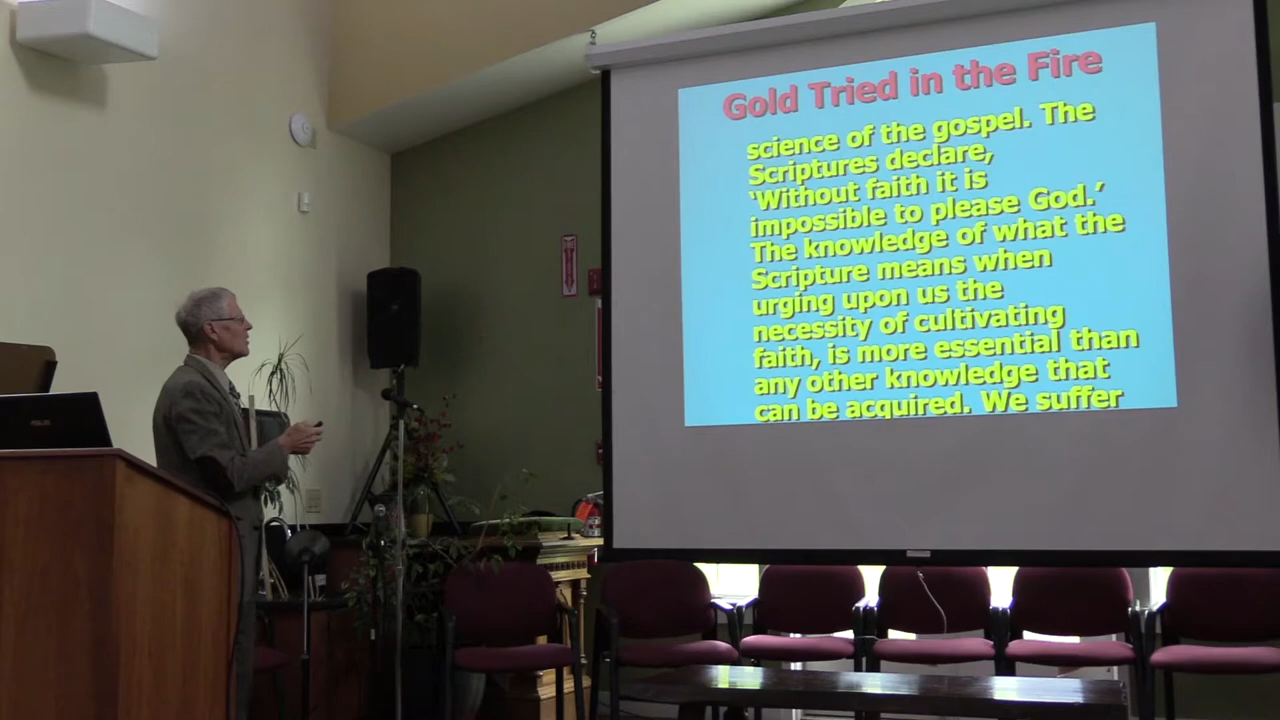 Gold Tried in the Fire
science of the gospel. The
Scriptures declare,
‘Without faith it is
impossible to please God.’
The knowledge of what the
Scripture means when
urging upon us the
necessity of cultivating
faith, is more essential than
any other knowledge that
can be acquired. We suffer
ASUS